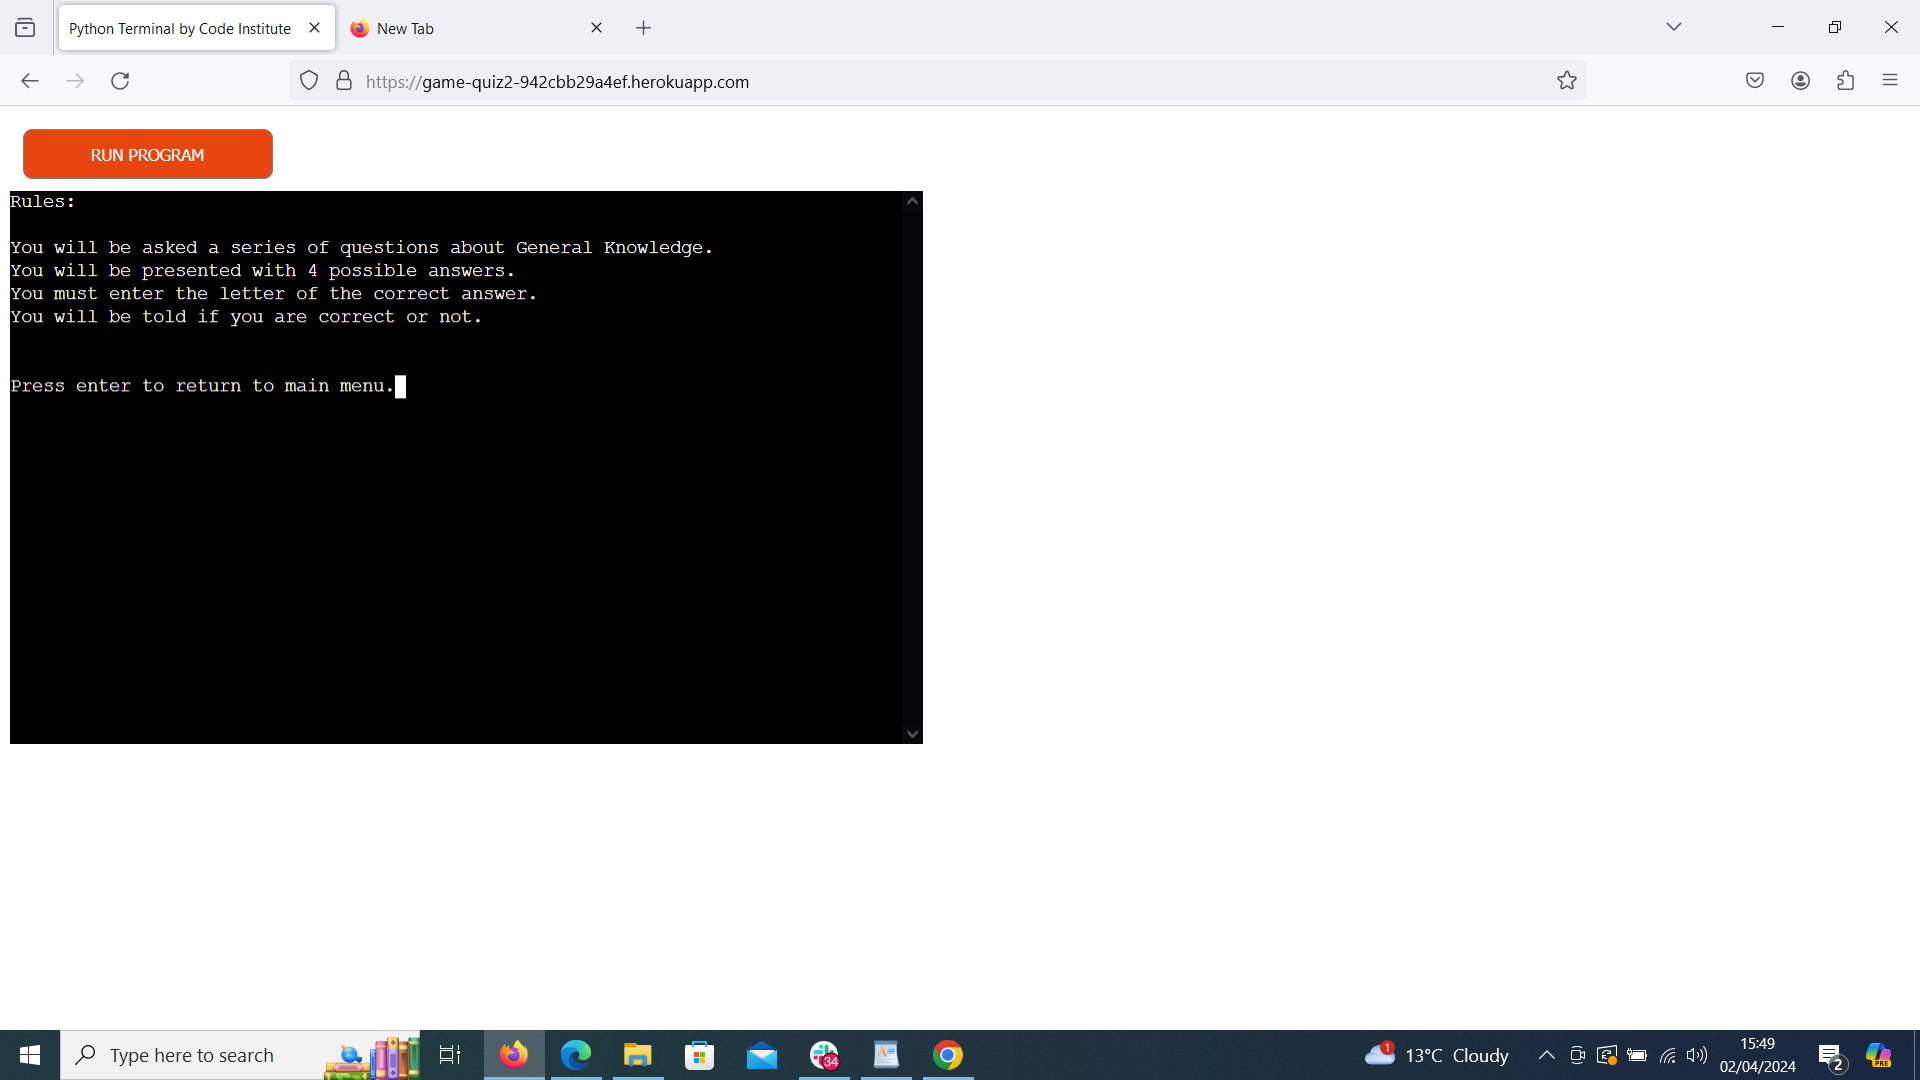 Python Terminal by Code Institute
New Tab
https://game-quiz2-942cbb29a4ef.herokuapp.com
RUN PROGRAM
Rules:
You will be asked a series of questions about General Knowledge.
You will be presented with 4 possible answers.
You must enter the letter of the correct answer.
You will be told if you are correct or not.
Press enter to return to main menu.
Type here to search
34
1
13°C Cloudy
15:49
02/04/2024
2
PRE